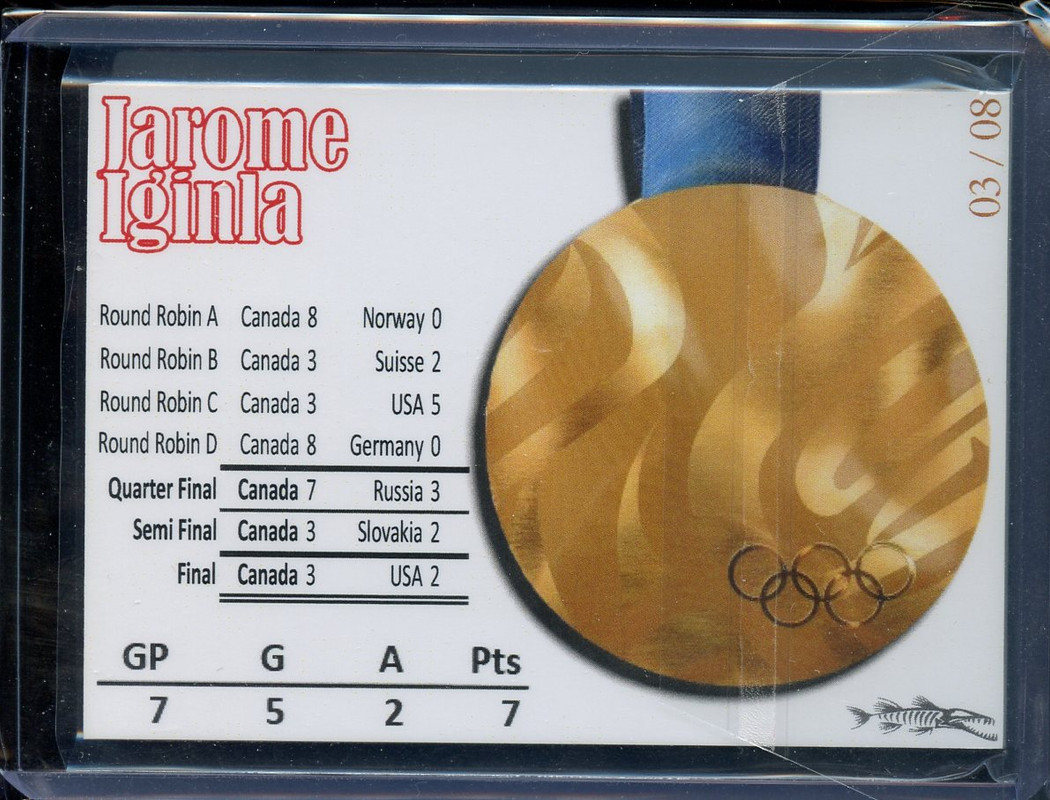 Jarome
Iginla
03 / 08
Round Robin A Canada 8 Norway 0
Round Robin B Canada 3 Suisse 2
Round Robin C Canada 3 USA 5
Round Robin D Canada 8 Germany 0
Quarter Final Canada 7 Russia 3
Semi Final Canada 3 Slovakia 2
Final Canada 3 USA 2
GP G A Pts
7 5 2 7